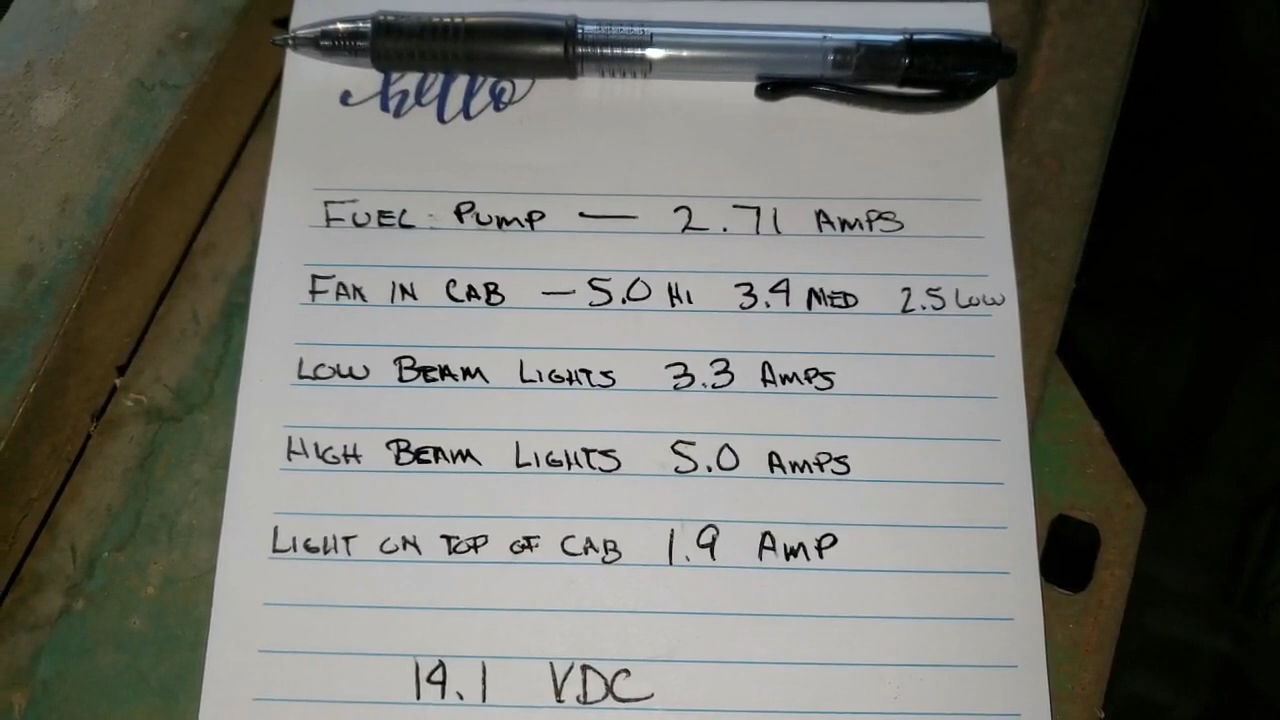 hello
FUEL PUMP — 2.71 AMPS
FAN IN CAB — 5.0 HI 3.4 MED 2.5 LOW
LOW BEAM LIGHTS 3.3 AMPS
HIGH BEAM LIGHTS 5.0 AMPS
LIGHT ON TOP OF CAB 1.9 AMP
14.1 VDC